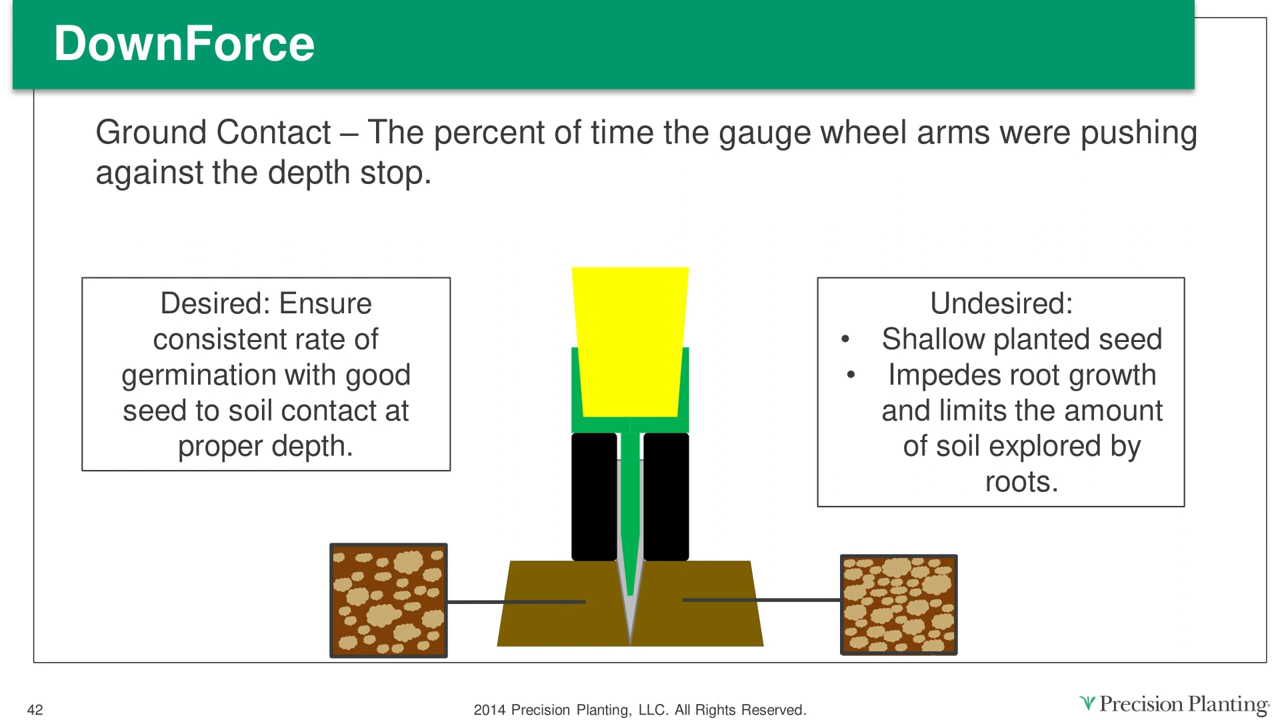 DownForce
Ground Contact – The percent of time the gauge wheel arms were pushing
against the depth stop.
Desired: Ensure
consistent rate of
germination with good
seed to soil contact at
proper depth.
Undesired:
• Shallow planted seed
• Impedes root growth
and limits the amount
of soil explored by
roots.
42
2014 Precision Planting, LLC. All Rights Reserved.
Precision Planting